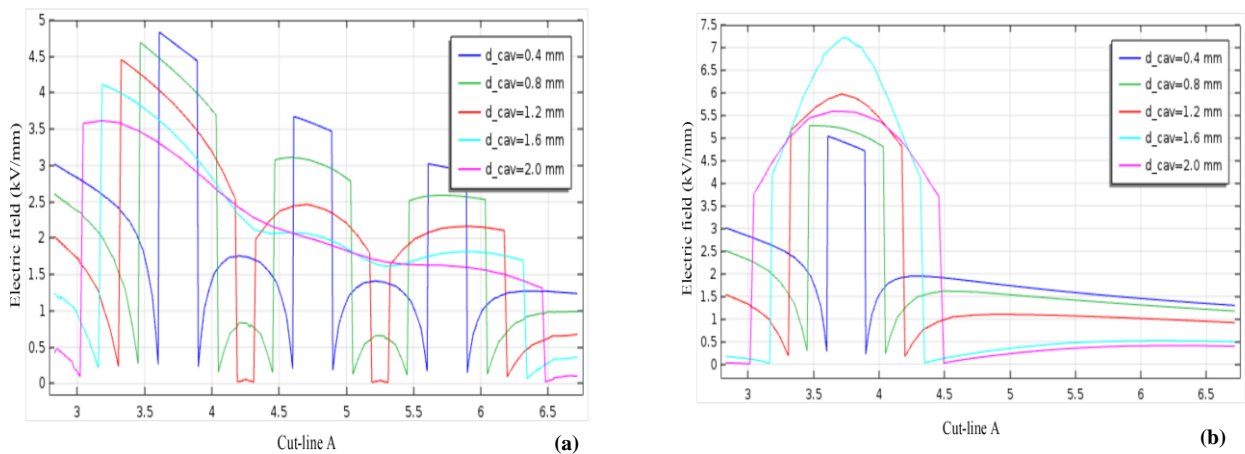 5
4.5
4
3.5
3
2.5
2
1.5
1
0.5
0
Electric field (kV/mm)
d_cav=0.4 mm
d_cav=0.8 mm
d_cav=1.2 mm
d_cav=1.6 mm
d_cav=2.0 mm
3 3.5 4 4.5 5 5.5 6 6.5
Cut-line A
(a)
7.5
7
6.5
6
5.5
5
4.5
4
3.5
3
2.5
2
1.5
1
0.5
0
Electric field (kV/mm)
d_cav=0.4 mm
d_cav=0.8 mm
d_cav=1.2 mm
d_cav=1.6 mm
d_cav=2.0 mm
3 3.5 4 4.5 5 5.5 6 6.5
Cut-line A
(b)